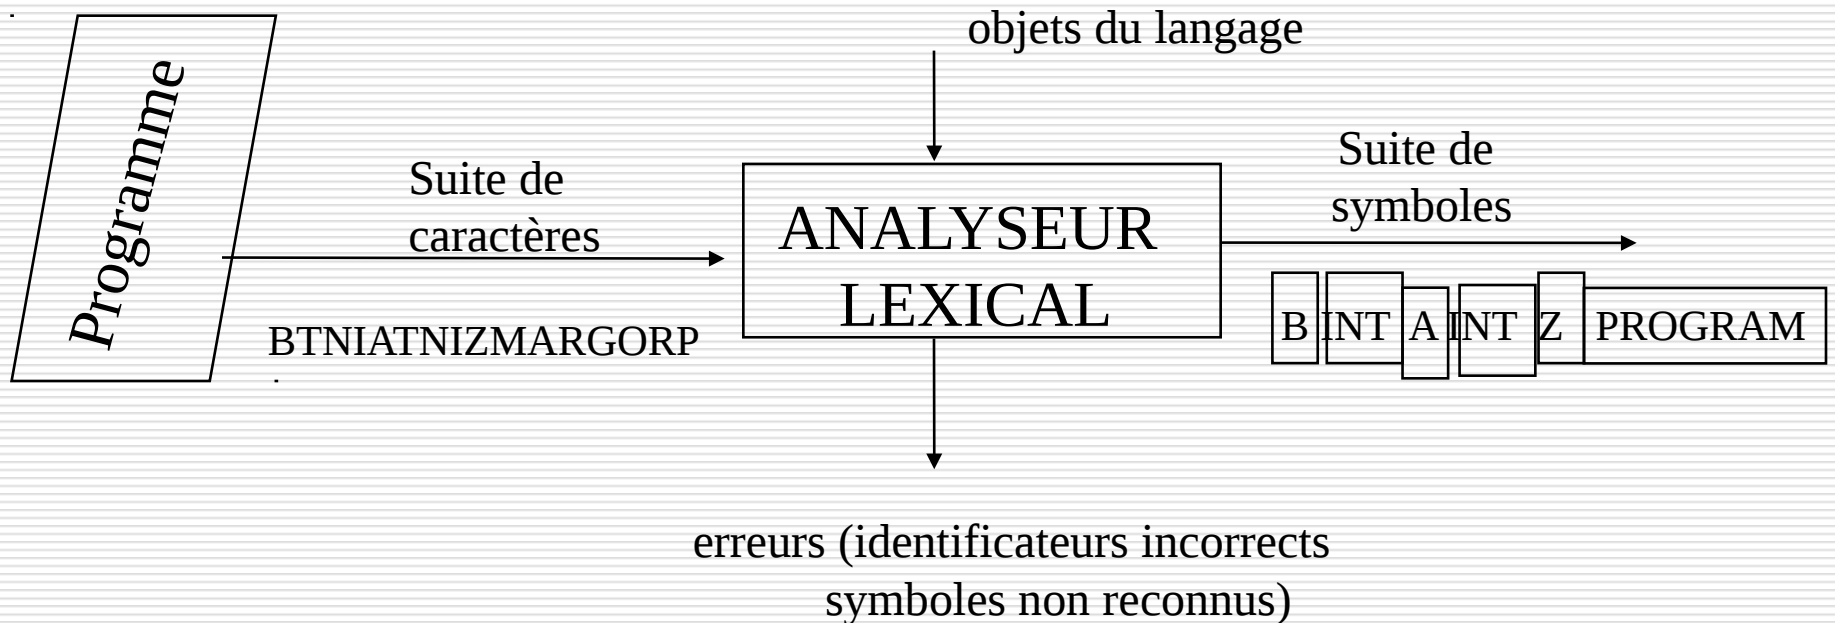 objets du langage
Programme
Suite de
caractères
BTNIATNIZMARGORP
ANALYSEUR
LEXICAL
Suite de
symboles
B INT A INT Z PROGRAM
erreurs (identificateurs incorrects
symboles non reconnus)